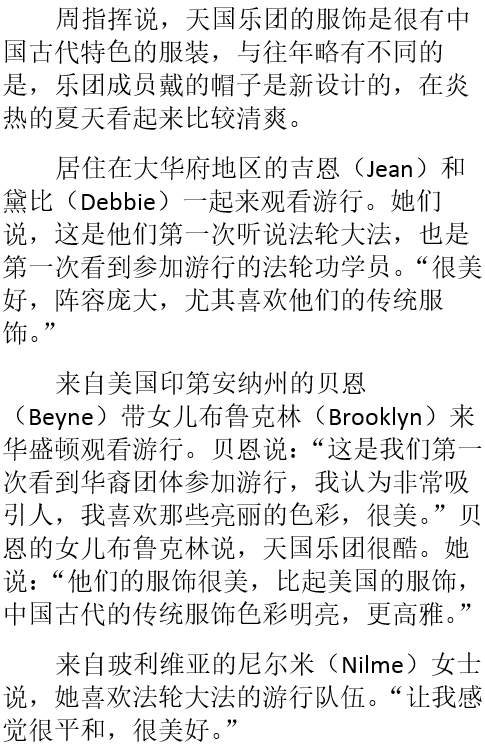 周指挥说，天国乐团的服饰是很有中
国古代特色的服装，与往年略有不同的
是，乐团成员戴的帽子是新设计的，在炎
热的夏天看起来比较清爽。
居住在大华府地区的吉恩（Jean）和
黛比（Debbie）一起来观看游行。她们
说，这是他们第一次听说法轮大法，也是
第一次看到参加游行的法轮功学员。“很美
好，阵容庞大，尤其喜欢他们的传统服
饰。”
来自美国印第安纳州的贝恩
（Beyne）带女儿布鲁克林（Brooklyn）来
华盛顿观看游行。贝恩说：“这是我们第一
次看到华裔团体参加游行，我认为非常吸
引人，我喜欢那些亮丽的色彩，很美。”贝
恩的女儿布鲁克林说，天国乐团很酷。她
说：“他们的服饰很美，比起美国的服饰，
中国古代的传统服饰色彩明亮，更高雅。”
来自玻利维亚的尼尔米（Nilme）女士
说，她喜欢法轮大法的游行队伍。“让我感
觉很平和，很美好。”